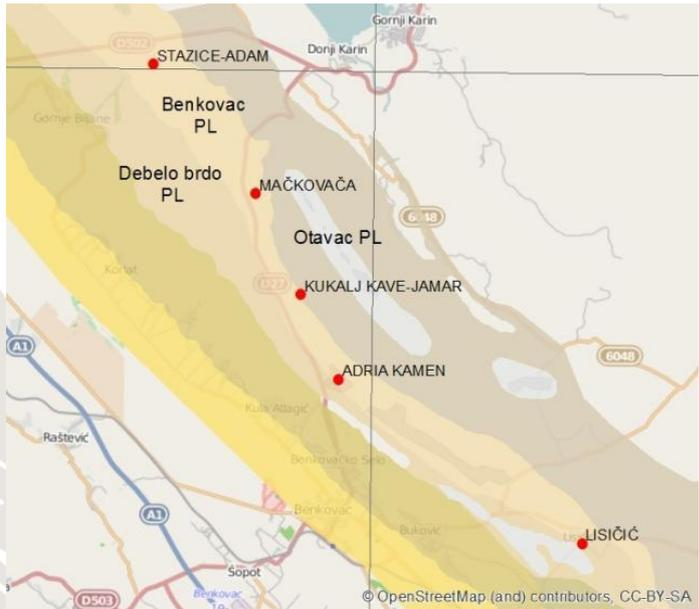 Gornji Karin
D502
Donji Karin
STAZICE-ADAM
Benkovac
PL
Gornje Biljane
Debelo brdo
PL
MAČKOVAČA
6048
Otavac PL
Korlat
D27
KUKALJ KAVE-JAMAR
A1
6048
ADRIA KAMEN
Kula Atlagić
Raštević
Benkovačko Selo
A1
Benkovac
Buković
LISIČIĆ
Šopot
Benkovac
D503
© OpenStreetMap (and) contributors, CC-BY-SA